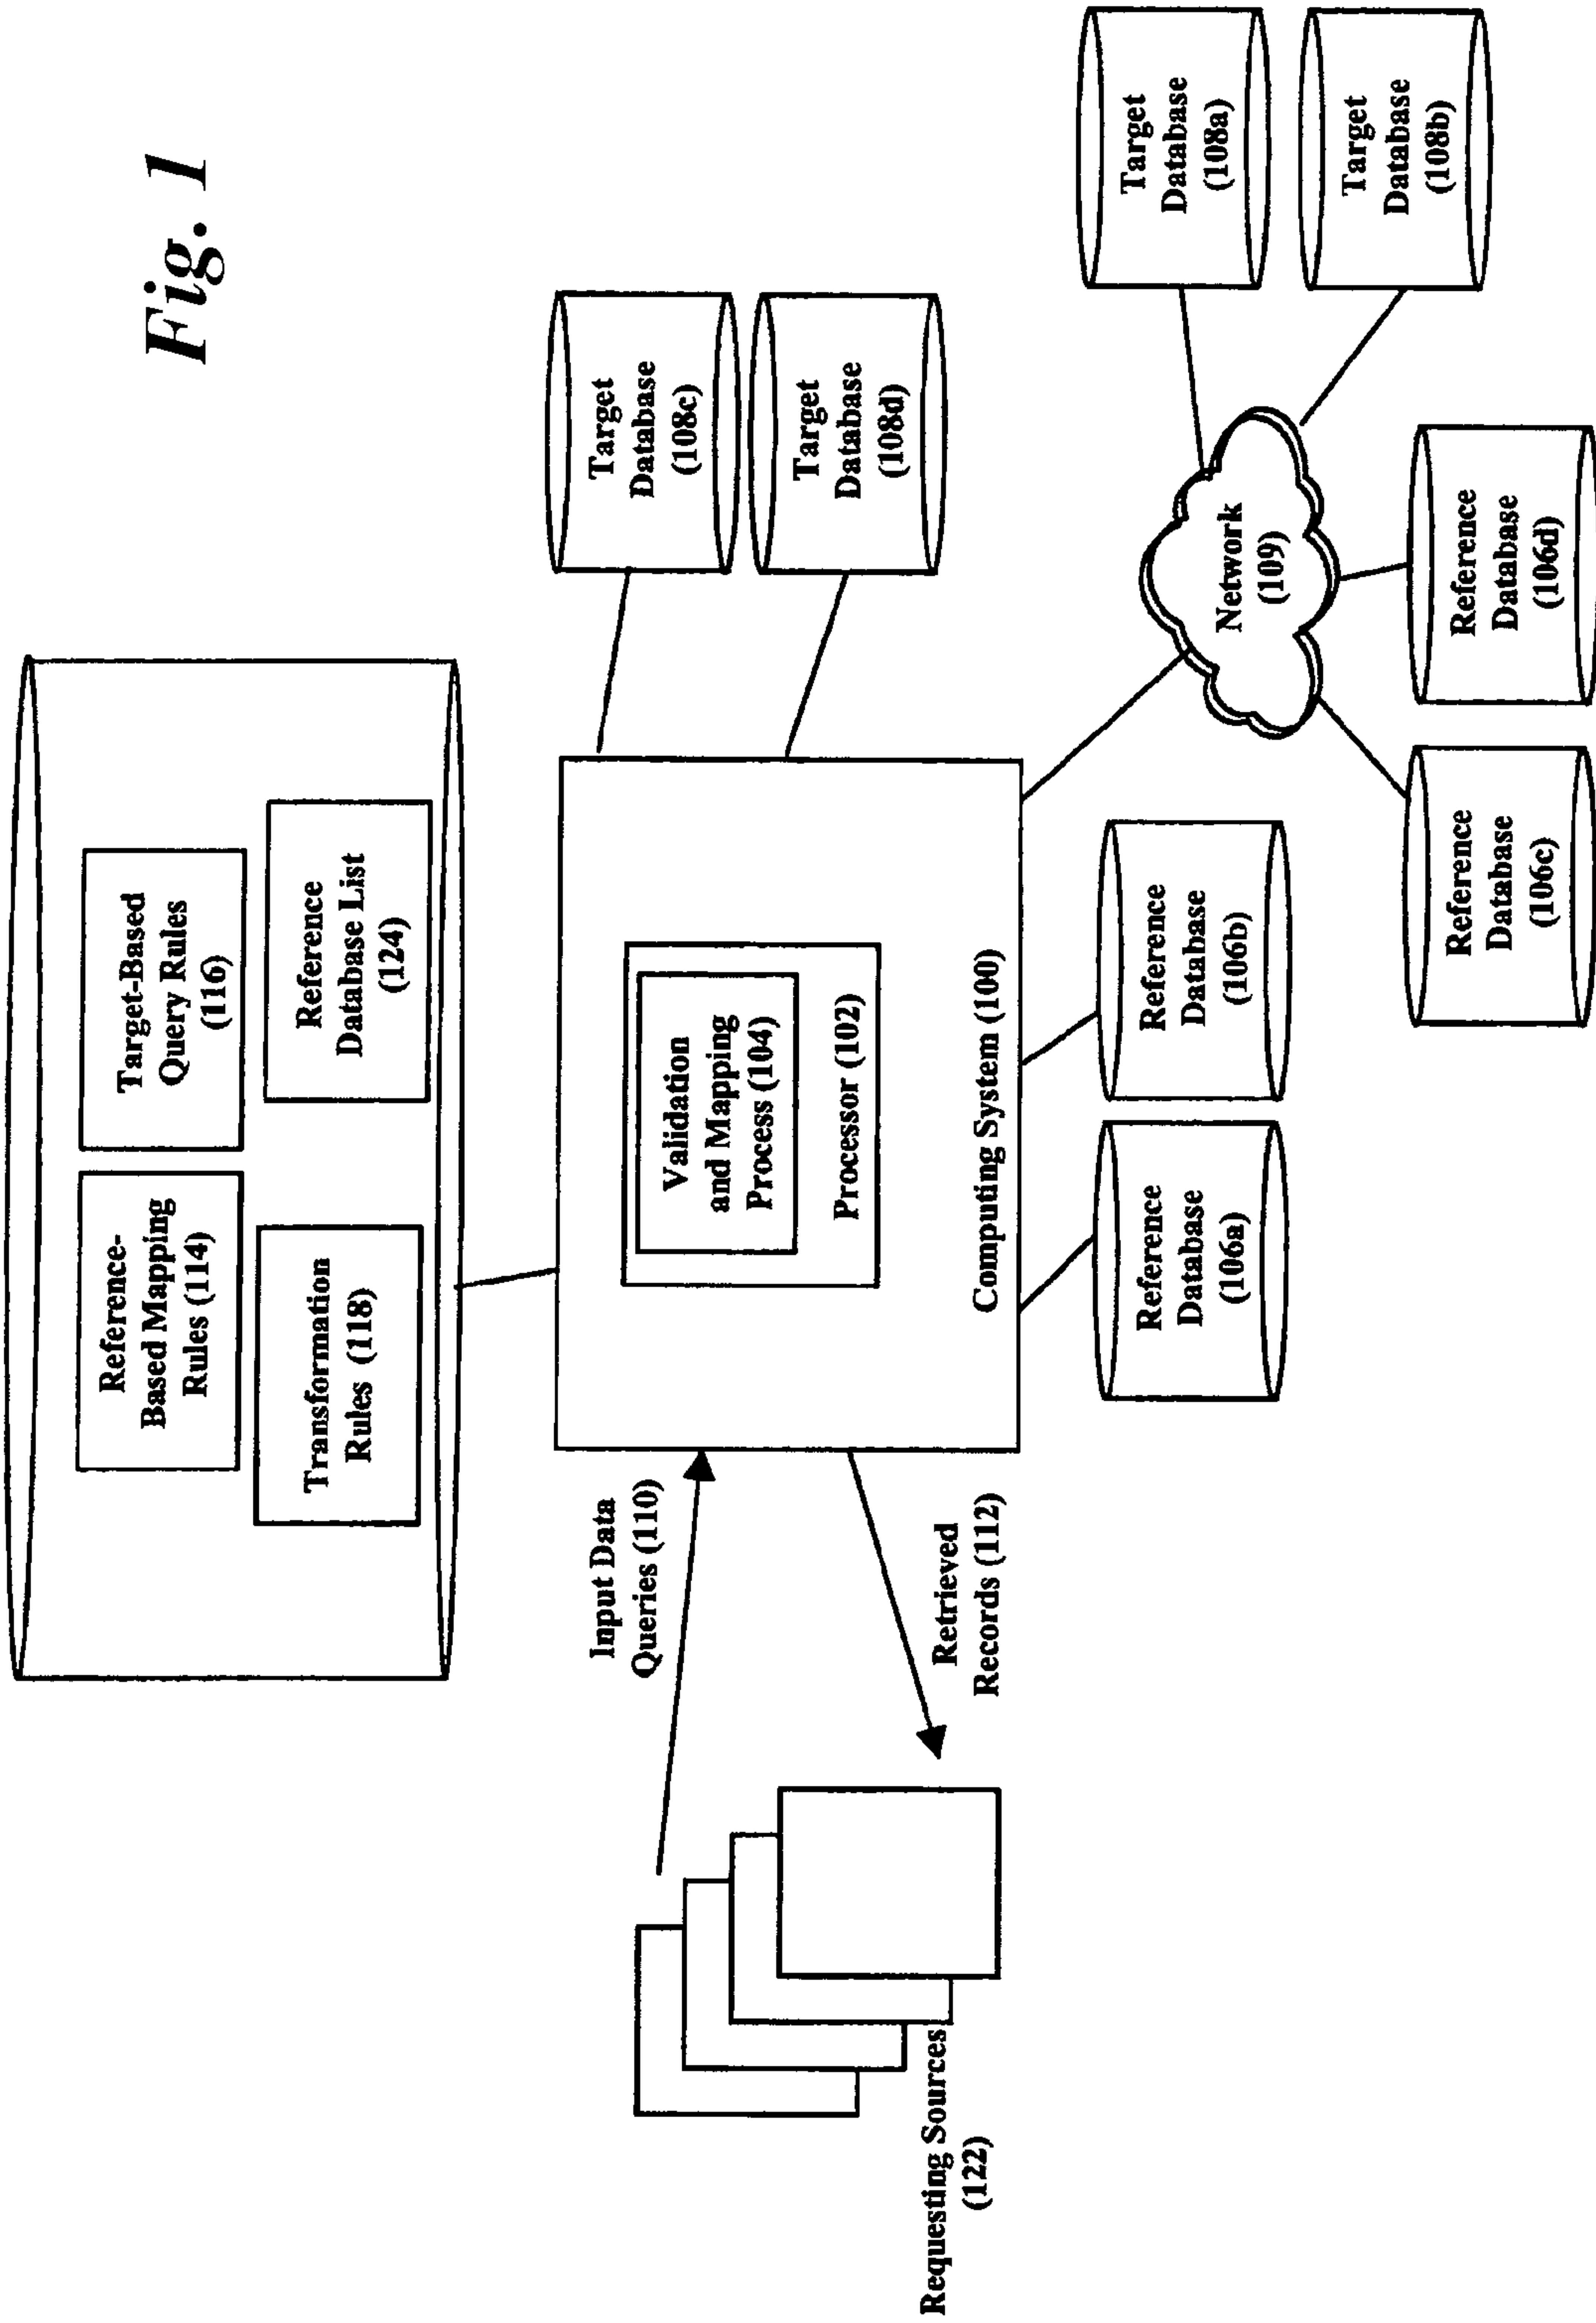 Fig. 1
Reference-
Based Mapping
Rules (114)
Target-Based
Query Rules
(116)
Transformation
Rules (118)
Reference
Database List
(124)
Input Data
Queries (110)
Retrieved
Records (112)
Requesting Sources
(122)
Validation
and Mapping
Process (104)
Processor (102)
Computing System (100)
Target
Database
(108c)
Target
Database
(108d)
Reference
Database
(106a)
Reference
Database
(106b)
Network
(109)
Target
Database
(108a)
Target
Database
(108b)
Reference
Database
(106c)
Reference
Database
(106d)